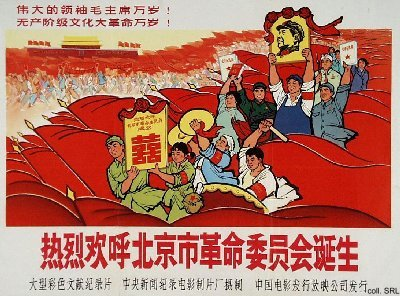 伟大的领袖毛主席万岁！
无产阶级文化大革命万岁！
囍
热烈欢呼北京市革命委员会诞生
大型彩色文献纪录片 中央新闻纪录电影制片厂摄制 中国电影发行放映公司发行
coll. SRL